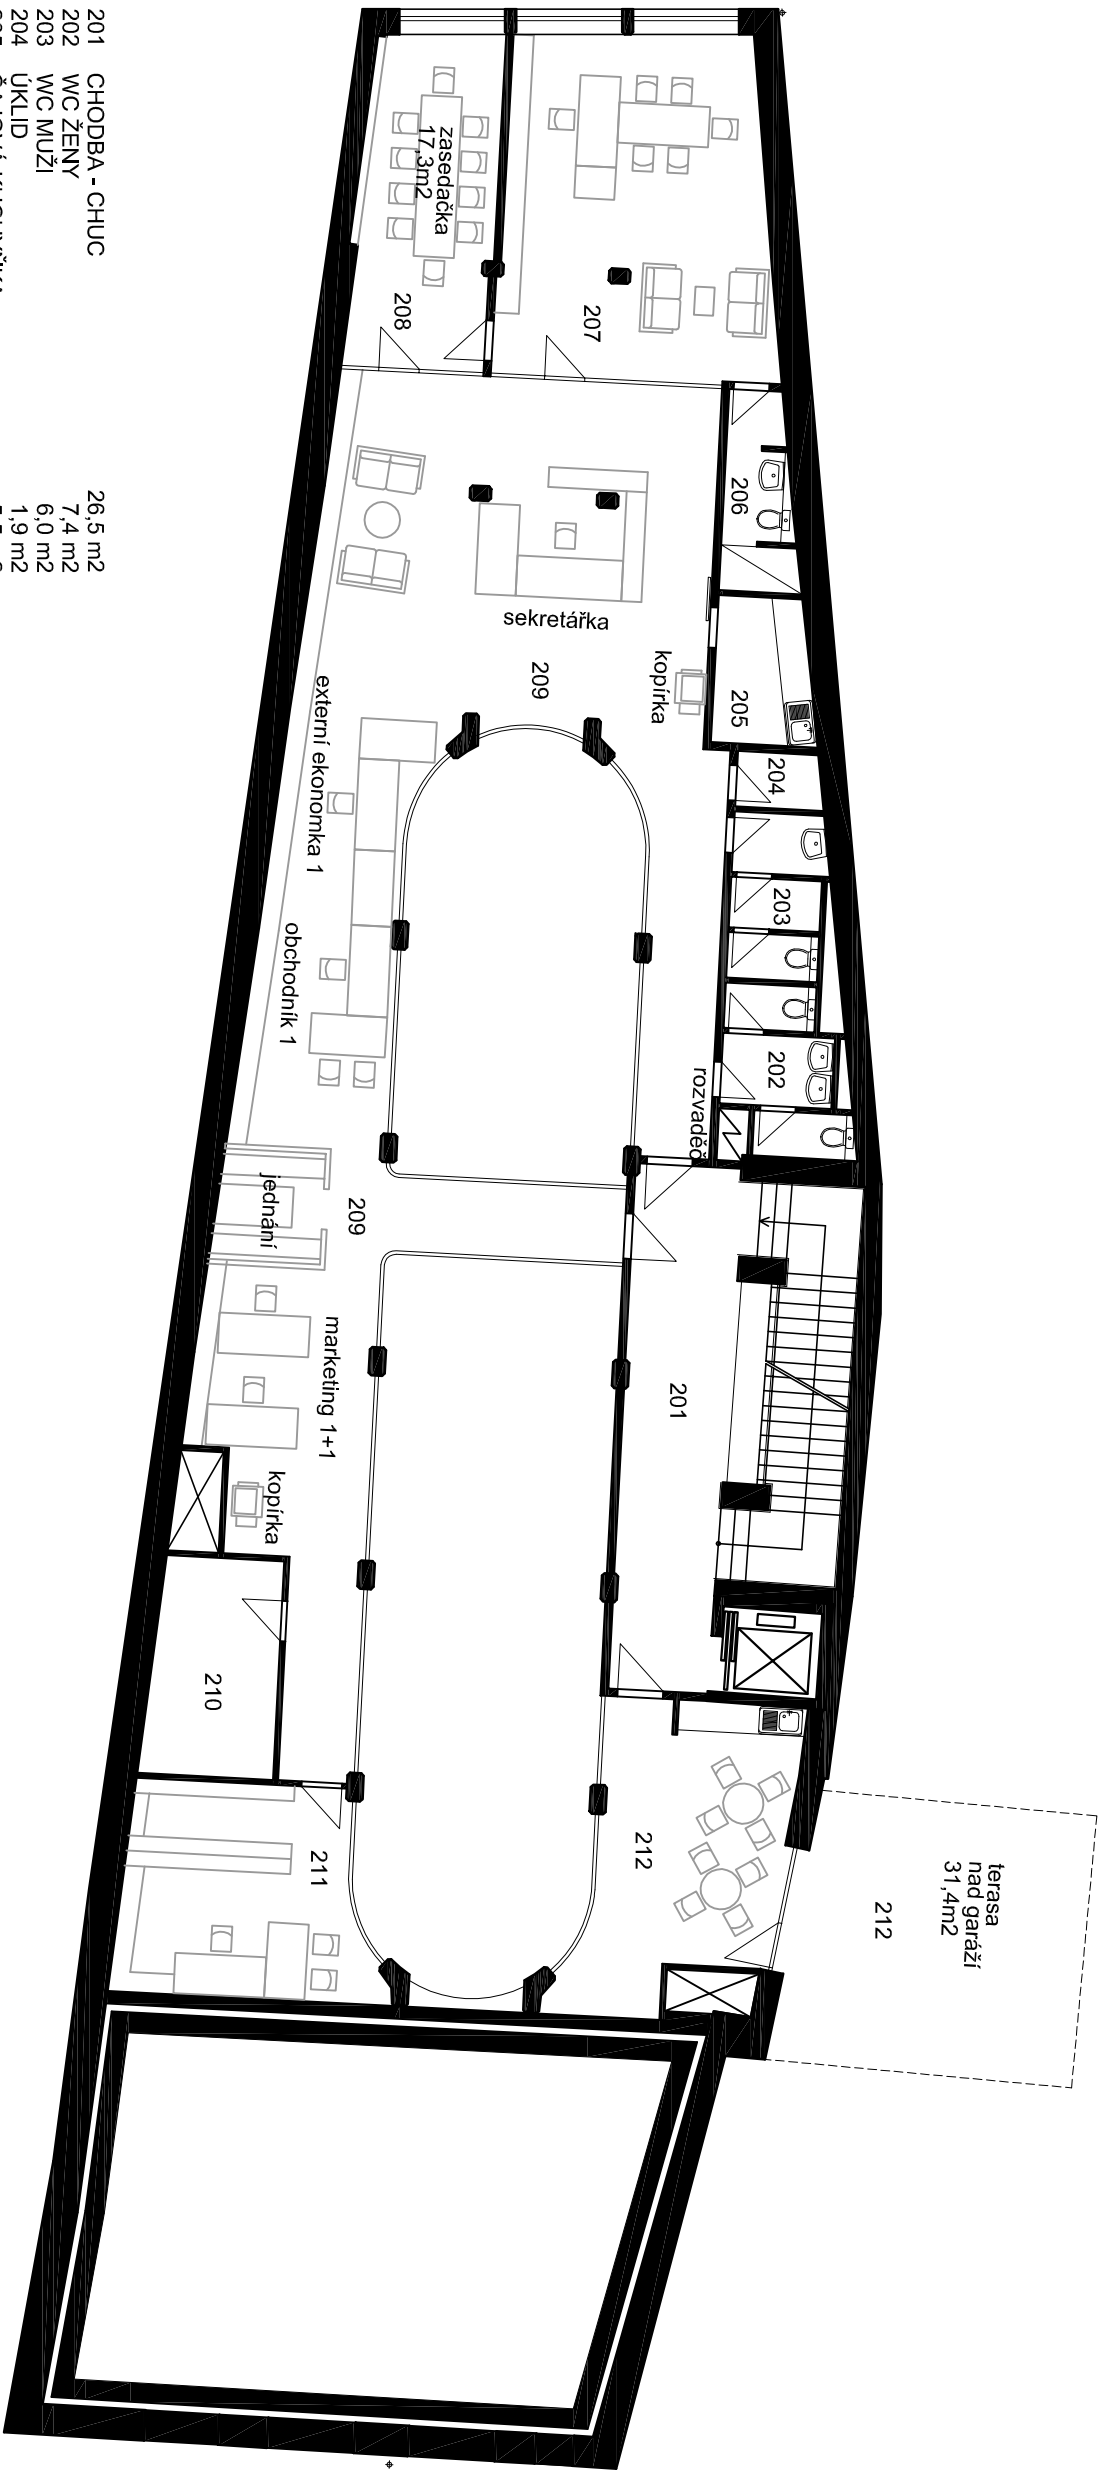 zasedačka
17,3m2
208
207
206
sekretářka
209
kopírka
205
204
203
202
rozvaděč
externí ekonomka 1
obchodník 1
jednání
209
marketing 1+1
kopírka
201
210
211
212
terasa
nad garáží
31,4m2
212
201 CHODBA - CHUC 26,5 m2
202 WC ŽENY 7,4 m2
203 WC MUŽI 6,0 m2
204 ÚKLID 1,9 m2